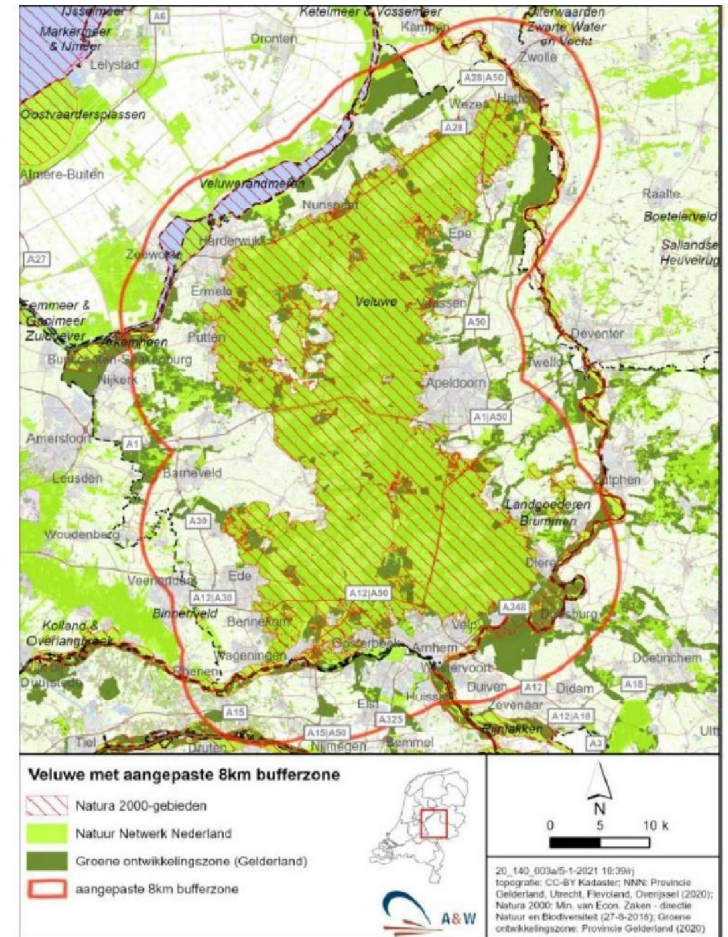 IJsselmeer
Ketelmeer & Vossemeer
Uiterwaarden
Zwarte Water
en Vecht
Markermeer
& IJmeer
A6
Dronten
Kampen
Lelystad
Zwolle
A28|A50
Wezep
Hattem
Oostvaardersplassen
A28
Almere-Buiten
Veluwerandmeren
Nunspeet
Raalte
Boetelerveld
Epe
Harderwijk
Sallandse
Heuvelrug
Zeewolde
A27
Ermelo
Veluwe
Vaassen
Eemmeer &
Gooimeer
Zuidoever
A50
Putten
Arkemheen
Deventer
Bunschoten-Spakenburg
Twello
Nijkerk
Apeldoorn
A1|A50
Amersfoort
A1
Barneveld
Leusden
Zutphen
Landgoederen
Brummen
A30
Woudenberg
Dieren
Veenendaal
Ede
A12|A30
A12|A50
A348
Binnenveld
Doesburg
Kolland &
Overlangbroek
Bennekom
Velp
Oosterbeek
Arnhem
Wageningen
Doetinchem
Rhenen
Westervoort
Duiven
A12
Didam
A18
Huissen
Zevenaar
Elst
A15
A325
A12|A18
Rijntakken
A15|A50
A3
Tiel
Druten
Nijmegen
Bemmel
Veluwe met aangepaste 8km bufferzone
Natura 2000-gebieden
Natuur Netwerk Nederland
Groene ontwikkelingszone (Gelderland)
aangepaste 8km bufferzone
A&W
N
0 5 10 k
20_140_003a/5-1-2021 10:39/rj
topografie: CC-BY Kadaster; NNN: Provincie
Gelderland, Utrecht, Flevoland, Overijssel (2020);
Natura 2000: Min. van Econ. Zaken - directie
Natuur en Biodiversiteit (27-8-2018); Groene
ontwikkelingszone: Provincie Gelderland (2020)